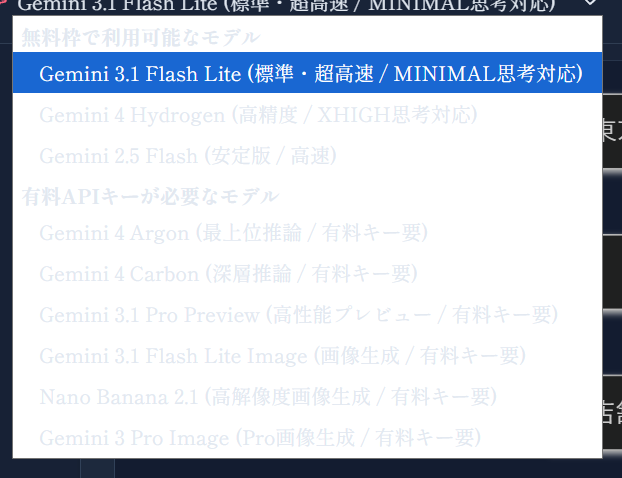 Gemini 3.1 Flash Lite (標準・超高速 / MINIMAL思考対応)
無料枠で利用可能なモデル
Gemini 3.1 Flash Lite (標準・超高速 / MINIMAL思考対応)
Gemini 4 Hydrogen (高精度 / XHIGH思考対応)
Gemini 2.5 Flash (安定版 / 高速)
有料APIキーが必要なモデル
Gemini 4 Argon (最上位推論 / 有料キー要)
Gemini 4 Carbon (深層推論 / 有料キー要)
Gemini 3.1 Pro Preview (高性能プレビュー / 有料キー要)
Gemini 3.1 Flash Lite Image (画像生成 / 有料キー要)
Nano Banana 2.1 (高解像度画像生成 / 有料キー要)
Gemini 3 Pro Image (Pro画像生成 / 有料キー要)